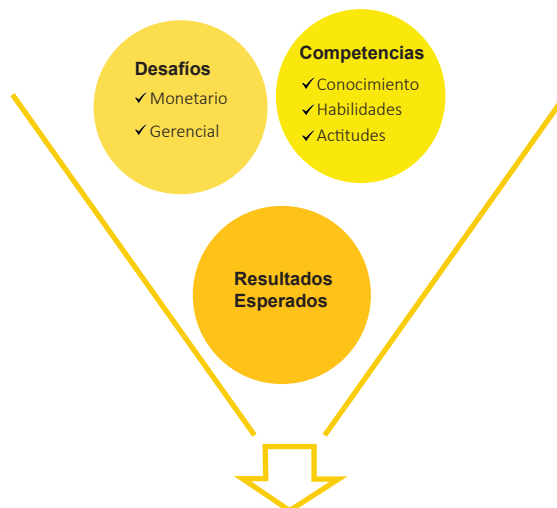 Desafíos
✓ Monetario
✓ Gerencial
Competencias
✓ Conocimiento
✓ Habilidades
✓ Actitudes
Resultados
Esperados